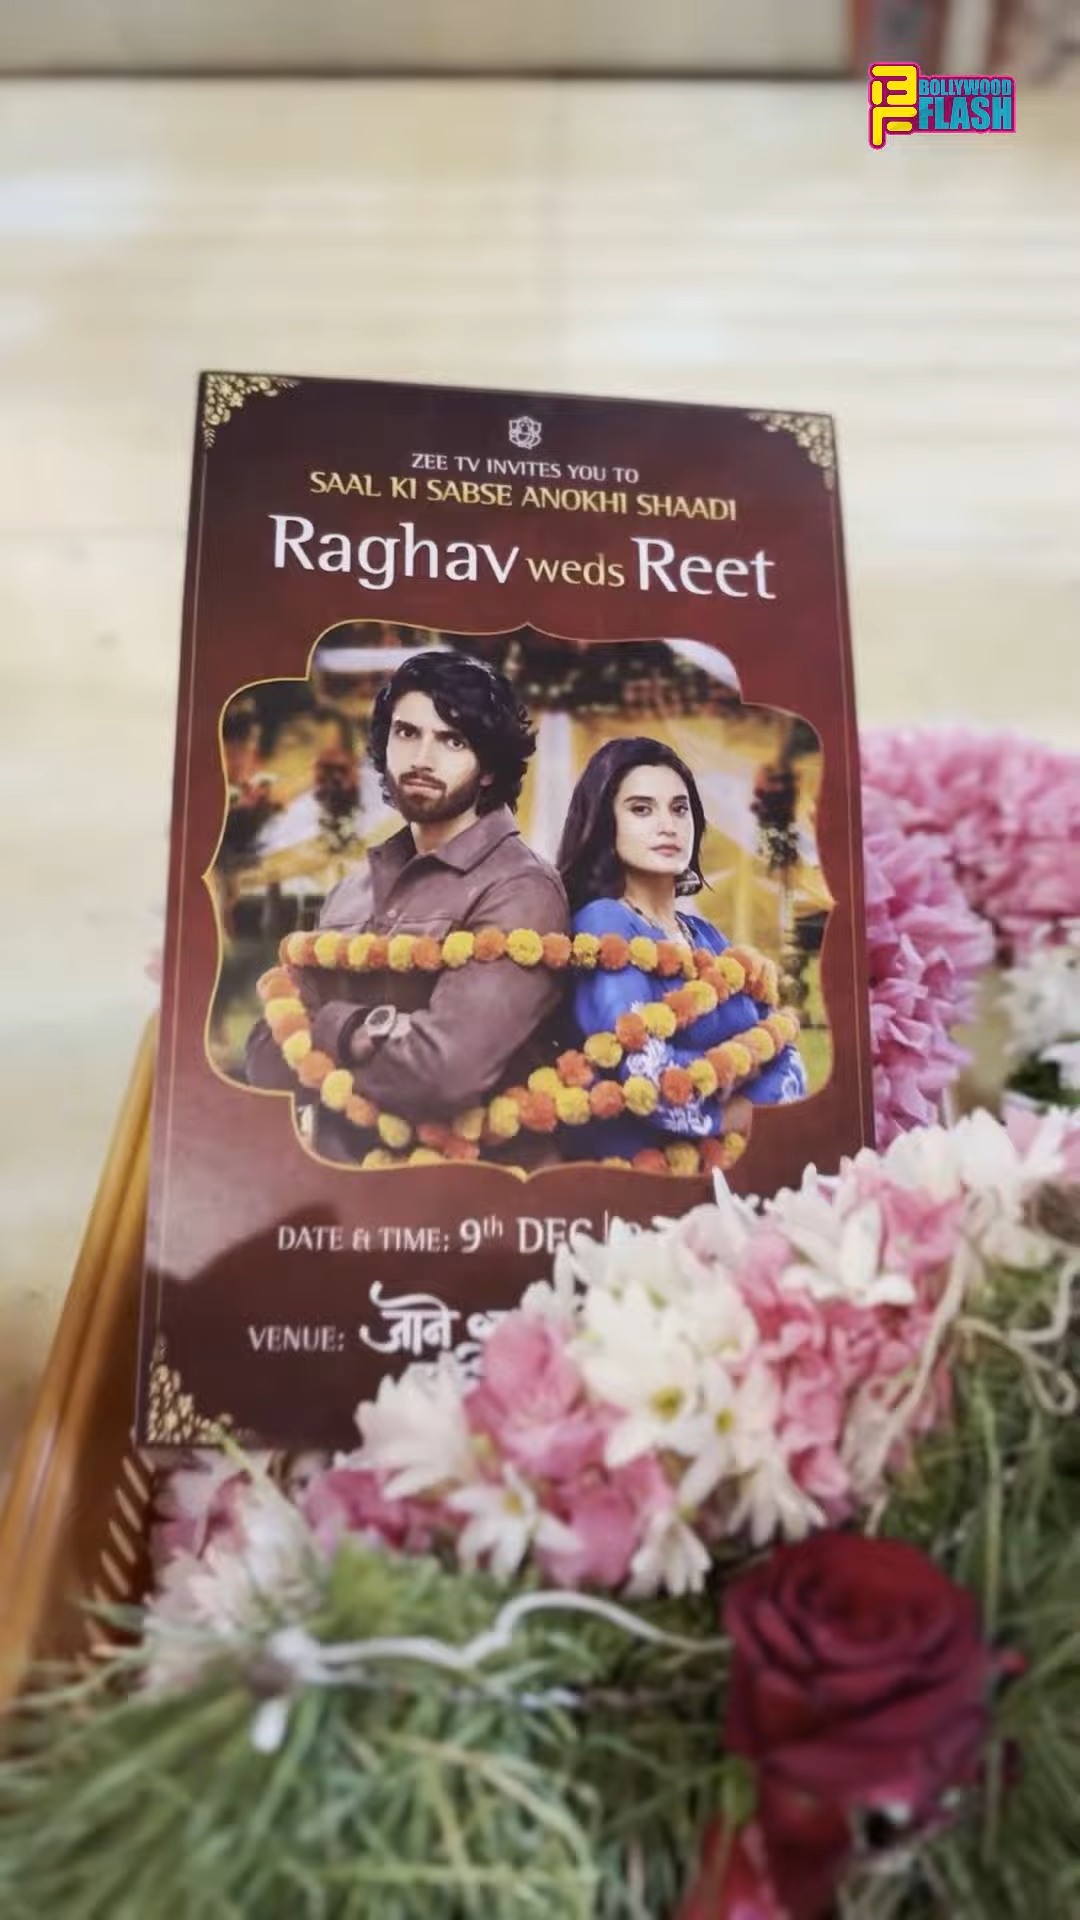 BOLLYWOOD
FLASH
ZEE TV INVITES YOU TO
SAAL KI SABSE ANOKHI SHAADI
Raghav weds Reet
DATE & TIME: 9th DEC |
VENUE: जाने